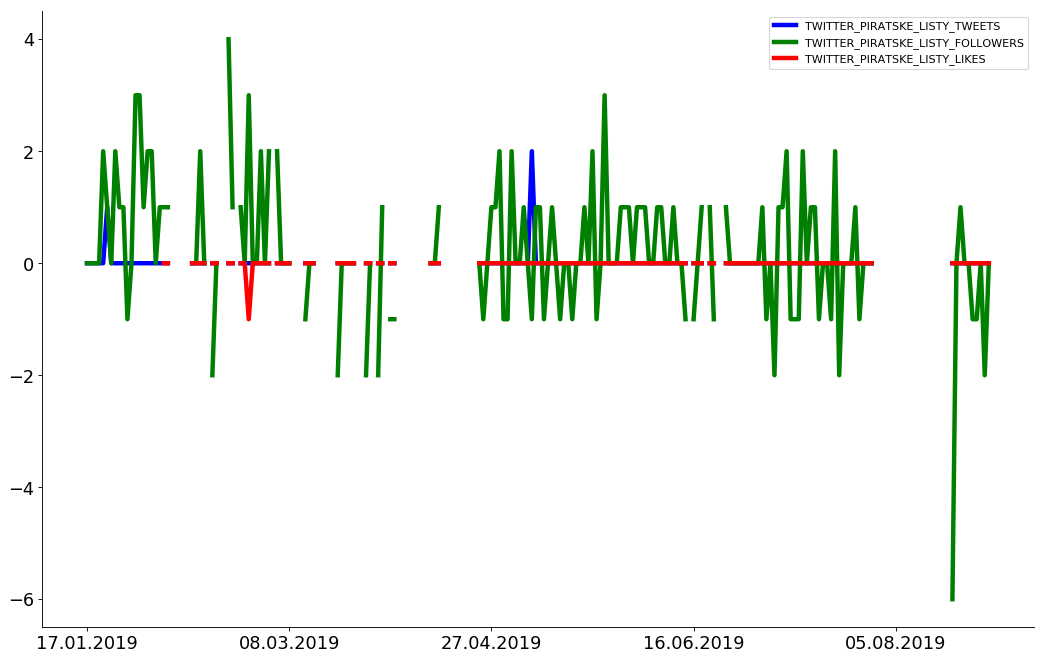 TWITTER_PIRATSKE_LISTY_TWEETS
TWITTER_PIRATSKE_LISTY_FOLLOWERS
TWITTER_PIRATSKE_LISTY_LIKES
4
2
0
−2
−4
−6
17.01.2019 08.03.2019 27.04.2019 16.06.2019 05.08.2019